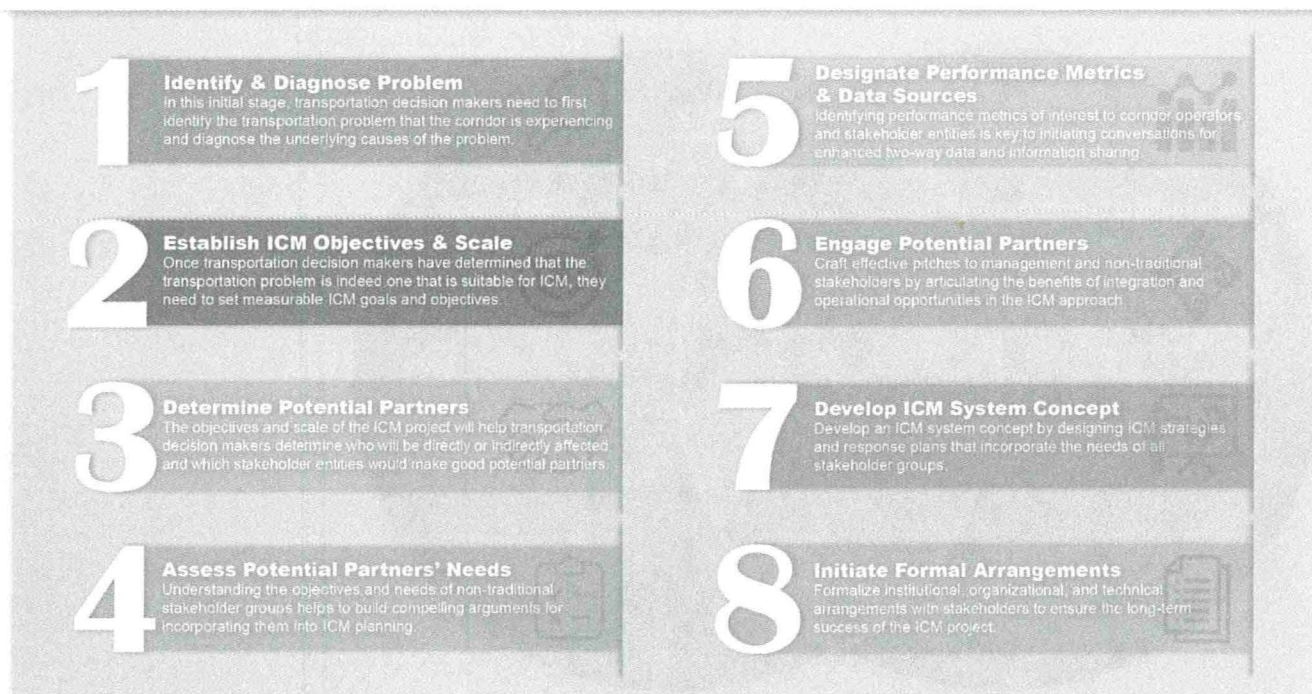 1
Identify & Diagnose Problem
In this initial stage, transportation decision makers need to first
identify the transportation problem that the corridor is experiencing
and diagnose the underlying causes of the problem.
2
Establish ICM Objectives & Scale
Once transportation decision makers have determined that the
transportation problem is indeed one that is suitable for ICM, they
need to set measurable ICM goals and objectives.
3
Determine Potential Partners
The objectives and scale of the ICM project will help transportation
decision makers determine who will be directly or indirectly affected
and which stakeholder entities would make good potential partners.
4
Assess Potential Partners' Needs
Understanding the objectives and needs of non-traditional
stakeholder groups helps to build compelling arguments for
incorporating them into ICM planning.
5
Designate Performance Metrics
& Data Sources
Identifying performance metrics of interest to corridor operators
and stakeholder entities is key to initiating conversations for
enhanced two-way data and information sharing.
6
Engage Potential Partners
Craft effective pitches to management and non-traditional
stakeholders by articulating the benefits of integration and
operational opportunities in the ICM approach.
7
Develop ICM System Concept
Develop an ICM system concept by designing ICM strategies
and response plans that incorporate the needs of all
stakeholder groups.
8
Initiate Formal Arrangements
Formalize institutional, organizational, and technical
arrangements with stakeholders to ensure the long-term
success of the ICM project.